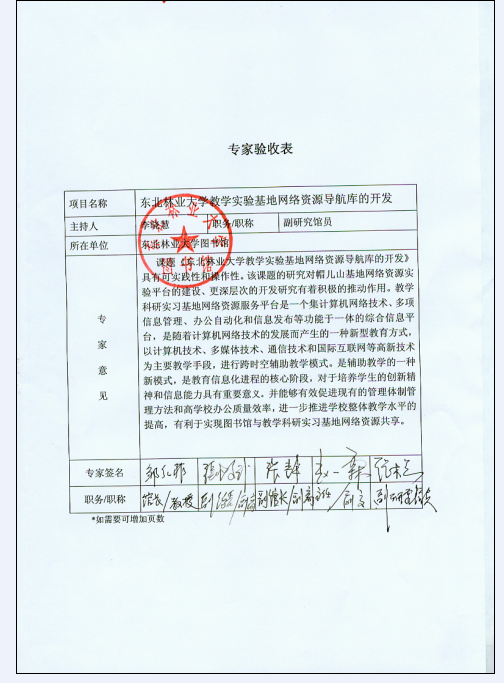 专家验收表
项目名称 东北林业大学教学实验基地网络资源导航库的开发
主持人 李晓慧 职务/职称 副研究馆员
所在单位 东北林业大学图书馆
专家意见
课题《东北林业大学教学实验基地网络资源导航库的开发》
具有可实践性和操作性。该课题的研究对帽儿山基地网络资源实
验平台的建设、更深层次的开发研究有着积极的推动作用。教学
科研实习基地网络资源服务平台是一个集计算机网络技术、多项
信息管理、办公自动化和信息发布等功能于一体的综合信息平
台，是随着计算机网络技术的发展而产生的一种新型教育方式，
以计算机技术、多媒体技术、通信技术和国际互联网等高新技术
为主要教学手段，进行跨时空辅助教学模式。是辅助教学的一种
新模式，是教育信息化进程的核心阶段，对于培养学生的创新精
神和信息能力具有重要意义。并能够有效促进现有的管理体制管
理方法和高学校办公质量效率，进一步推进学校整体教学水平的
提高，有利于实现图书馆与教学科研实习基地网络资源共享。
专家签名
职务/职称 馆长/教授 副馆长/副高 主任
*如需要可增加页数